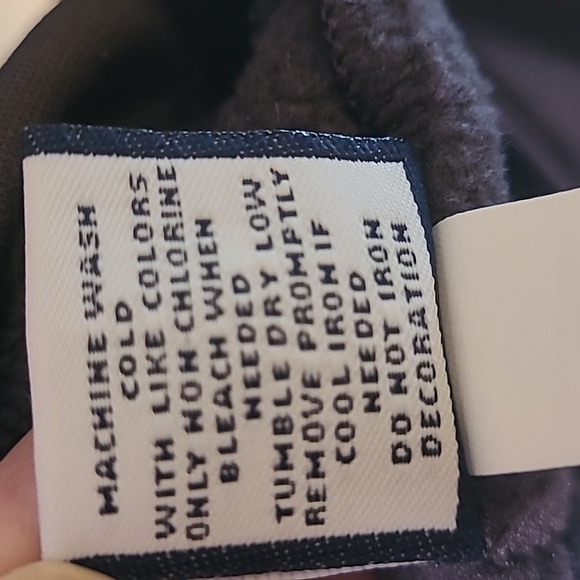 MACHINE WASH
COLD
WITH LIKE COLORS
ONLY NON CHLORINE
BLEACH WHEN
NEEDED
TUMBLE DRY LOW
REMOVE PROMPTLY
COOL IRON IF
NEEDED
DO NOT IRON
DECORATION